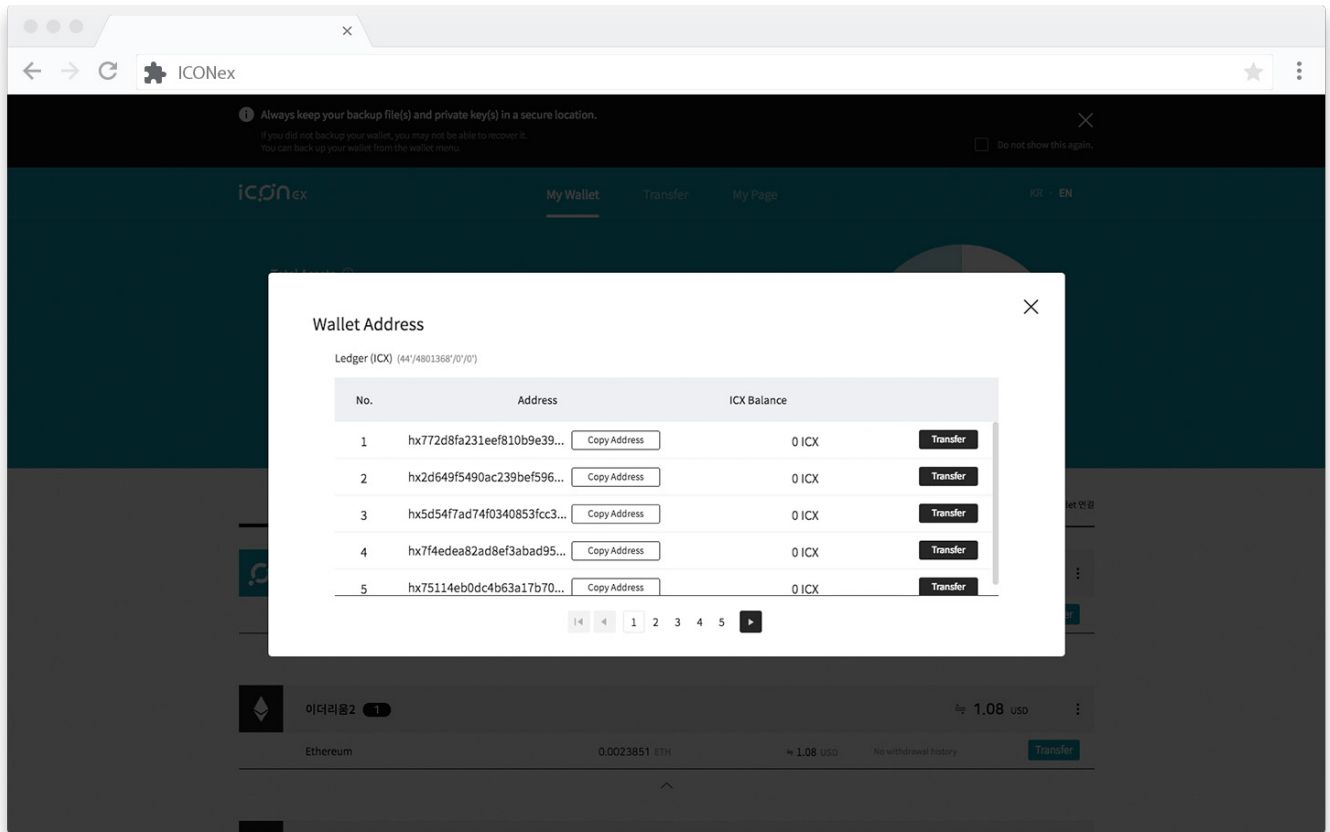 ICONex
Always keep your backup file(s) and private key(s) in a secure location.
If you did not backup your wallet, you may not be able to recover it.
You can back up your wallet from the wallet menu.
Do not show this again.
ICONex
My Wallet Transfer My Page
KR - EN
Total Assets
Wallet Address
Ledger (ICX) (44'/4801368'/0'/0')
No. Address ICX Balance
1 hx772d8fa231eef810b9e39... Copy Address 0 ICX Transfer
2 hx2d649f5490ac239bef596... Copy Address 0 ICX Transfer
3 hx5d54f7ad74f0340853fcc3... Copy Address 0 ICX Transfer
4 hx7f4edea82ad8ef3abad95... Copy Address 0 ICX Transfer
5 hx75114eb0dc4b63a17b70... Copy Address 0 ICX Transfer
1 2 3 4 5
연결
이더리움2 1 ≒ 1.08 USD
Ethereum 0.0023851 ETH ≒ 1.08 USD No withdrawal history Transfer